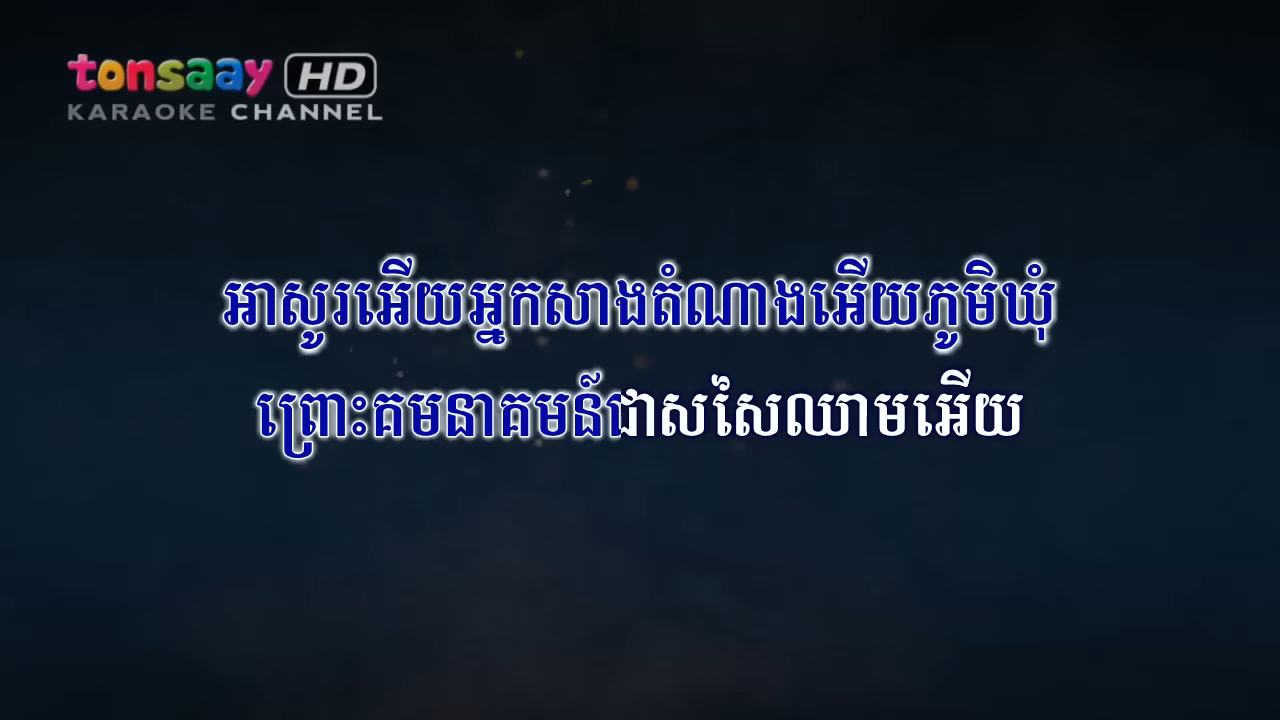 tonsaay HD
KARAOKE CHANNEL
អាសូរអើយអ្នកសាងតំណាងអើយភូមិឃុំ
ព្រោះគមនាគមន៍ជាសសៃឈាមអើយ